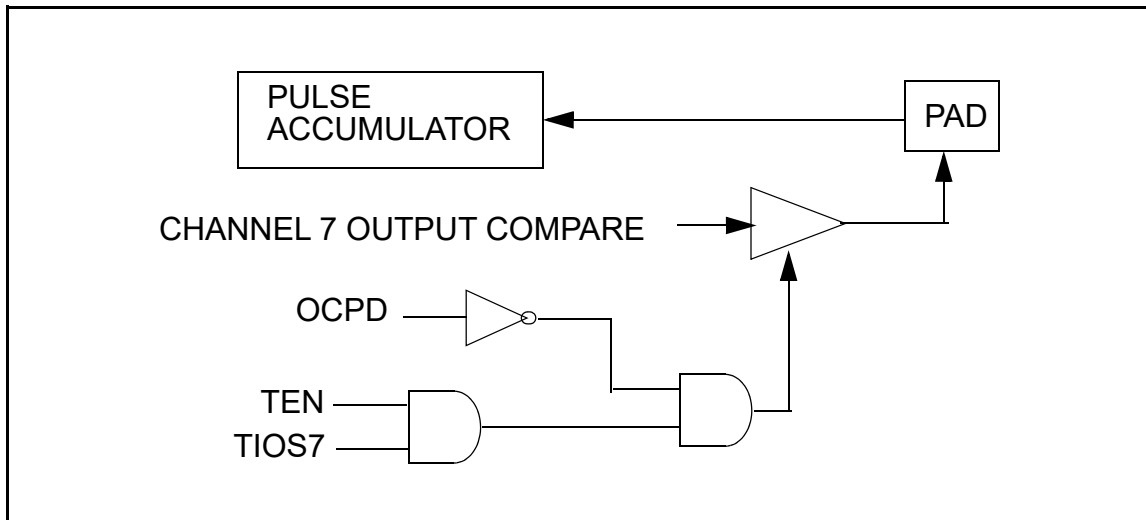 PULSE
ACCUMULATOR
PAD
CHANNEL 7 OUTPUT COMPARE
OCPD
TEN
TIOS7